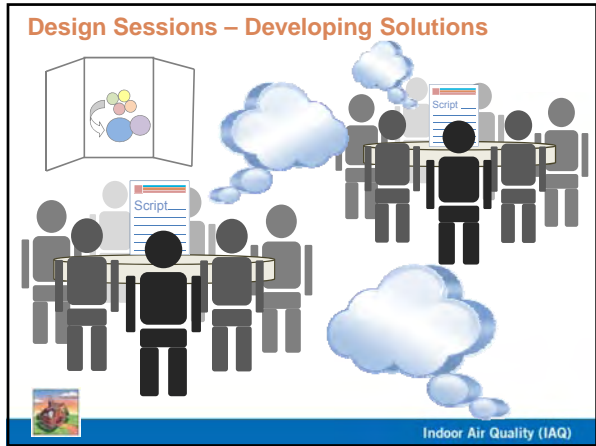 Design Sessions – Developing Solutions
Script
Script
Indoor Air Quality (IAQ)